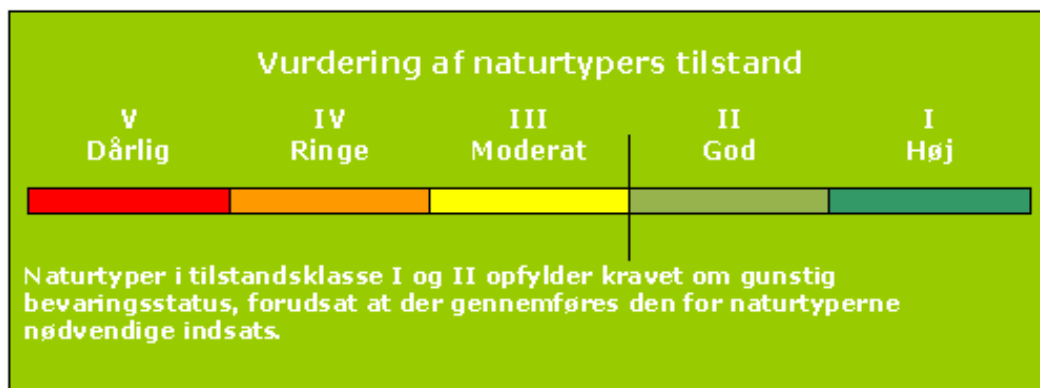 Vurdering af naturtypers tilstand
V IV III II I
Dårlig Ringe Moderat God Høj
Naturtyper i tilstandsklasse I og II opfylder kravet om gunstig
bevaringsstatus, forudsat at der gennemføres den for naturtyperne
nødvendige indsats.